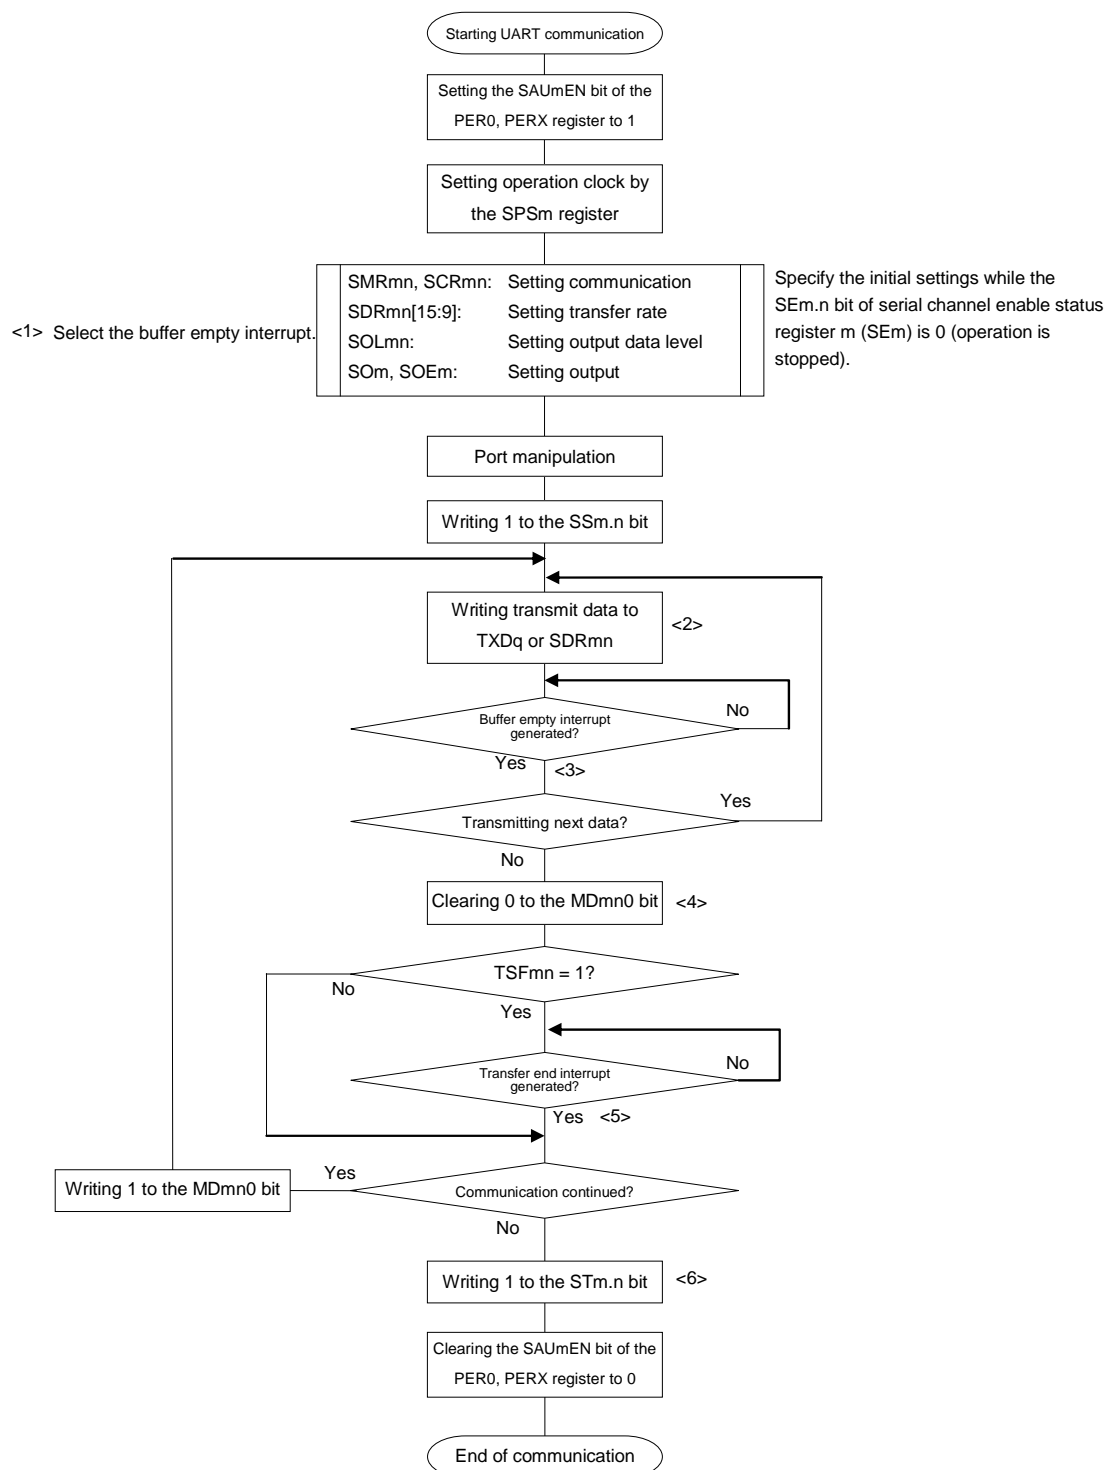 Starting UART communication
Setting the SAUmEN bit of the
PER0, PERX register to 1
Setting operation clock by
the SPSm register
<1> Select the buffer empty interrupt.
SMRmn, SCRmn: Setting communication
SDRmn[15:9]: Setting transfer rate
SOLmn: Setting output data level
SOm, SOEm: Setting output
Specify the initial settings while the
SEm.n bit of serial channel enable status
register m (SEm) is 0 (operation is
stopped).
Port manipulation
Writing 1 to the SSm.n bit
Writing transmit data to
TXDq or SDRmn
<2>
No
Buffer empty interrupt
generated?
Yes
<3>
Yes
Transmitting next data?
No
Clearing 0 to the MDmn0 bit
<4>
TSFmn = 1?
No
Yes
No
Transfer end interrupt
generated?
Yes <5>
Yes
Writing 1 to the MDmn0 bit
Communication continued?
No
Writing 1 to the STm.n bit
<6>
Clearing the SAUmEN bit of the
PER0, PERX register to 0
End of communication